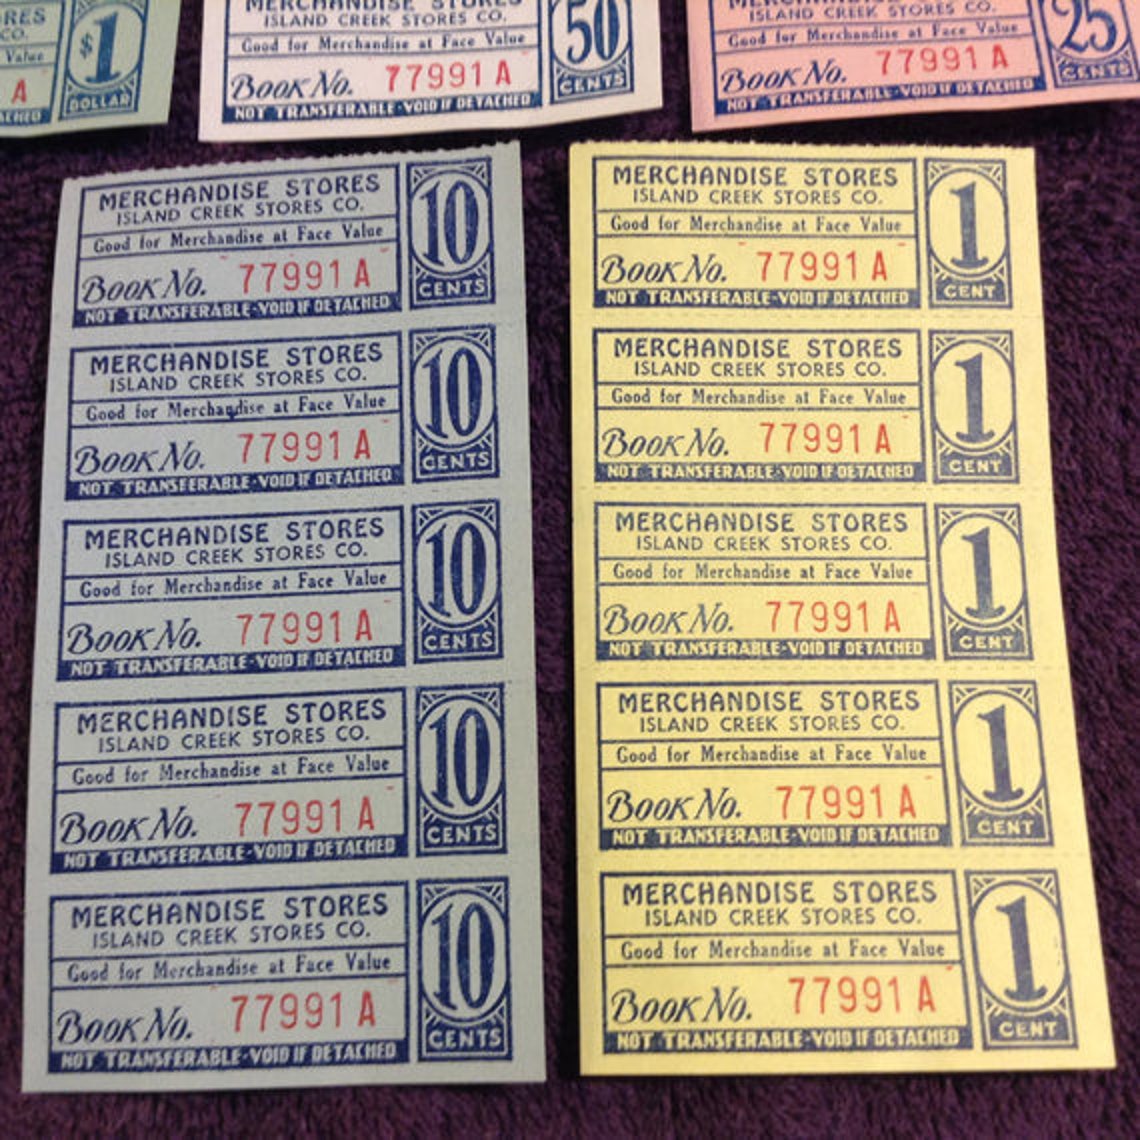 RES
CO.
Value
A
ACHED
$1
DOLLAR
MERCHANDISE STORES
ISLAND CREEK STORES CO.
Good for Merchandise at Face Value
Book No. 77991 A
NOT TRANSFERABLE-VOID IF DETACHED
50
CENTS
MERCHANDISE STORES
ISLAND CREEK STORES CO.
Good for Merchandise at Face Value
Book No. 77991 A
NOT TRANSFERABLE-VOID IF DETACHED
25
CENTS
MERCHANDISE STORES
ISLAND CREEK STORES CO.
Good for Merchandise at Face Value
Book No. 77991 A
NOT TRANSFERABLE-VOID IF DETACHED
10
CENTS
MERCHANDISE STORES
ISLAND CREEK STORES CO.
Good for Merchandise at Face Value
Book No. 77991 A
NOT TRANSFERABLE-VOID IF DETACHED
10
CENTS
MERCHANDISE STORES
ISLAND CREEK STORES CO.
Good for Merchandise at Face Value
Book No. 77991 A
NOT TRANSFERABLE-VOID IF DETACHED
10
CENTS
MERCHANDISE STORES
ISLAND CREEK STORES CO.
Good for Merchandise at Face Value
Book No. 77991 A
NOT TRANSFERABLE-VOID IF DETACHED
10
CENTS
MERCHANDISE STORES
ISLAND CREEK STORES CO.
Good for Merchandise at Face Value
Book No. 77991 A
NOT TRANSFERABLE-VOID IF DETACHED
10
CENTS
MERCHANDISE STORES
ISLAND CREEK STORES CO.
Good for Merchandise at Face Value
Book No. 77991 A
NOT TRANSFERABLE-VOID IF DETACHED
1
CENT
MERCHANDISE STORES
ISLAND CREEK STORES CO.
Good for Merchandise at Face Value
Book No. 77991 A
NOT TRANSFERABLE-VOID IF DETACHED
1
CENT
MERCHANDISE STORES
ISLAND CREEK STORES CO.
Good for Merchandise at Face Value
Book No. 77991 A
NOT TRANSFERABLE-VOID IF DETACHED
1
CENT
MERCHANDISE STORES
ISLAND CREEK STORES CO.
Good for Merchandise at Face Value
Book No. 77991 A
NOT TRANSFERABLE-VOID IF DETACHED
1
CENT
MERCHANDISE STORES
ISLAND CREEK STORES CO.
Good for Merchandise at Face Value
Book No. 77991 A
NOT TRANSFERABLE-VOID IF DETACHED
1
CENT